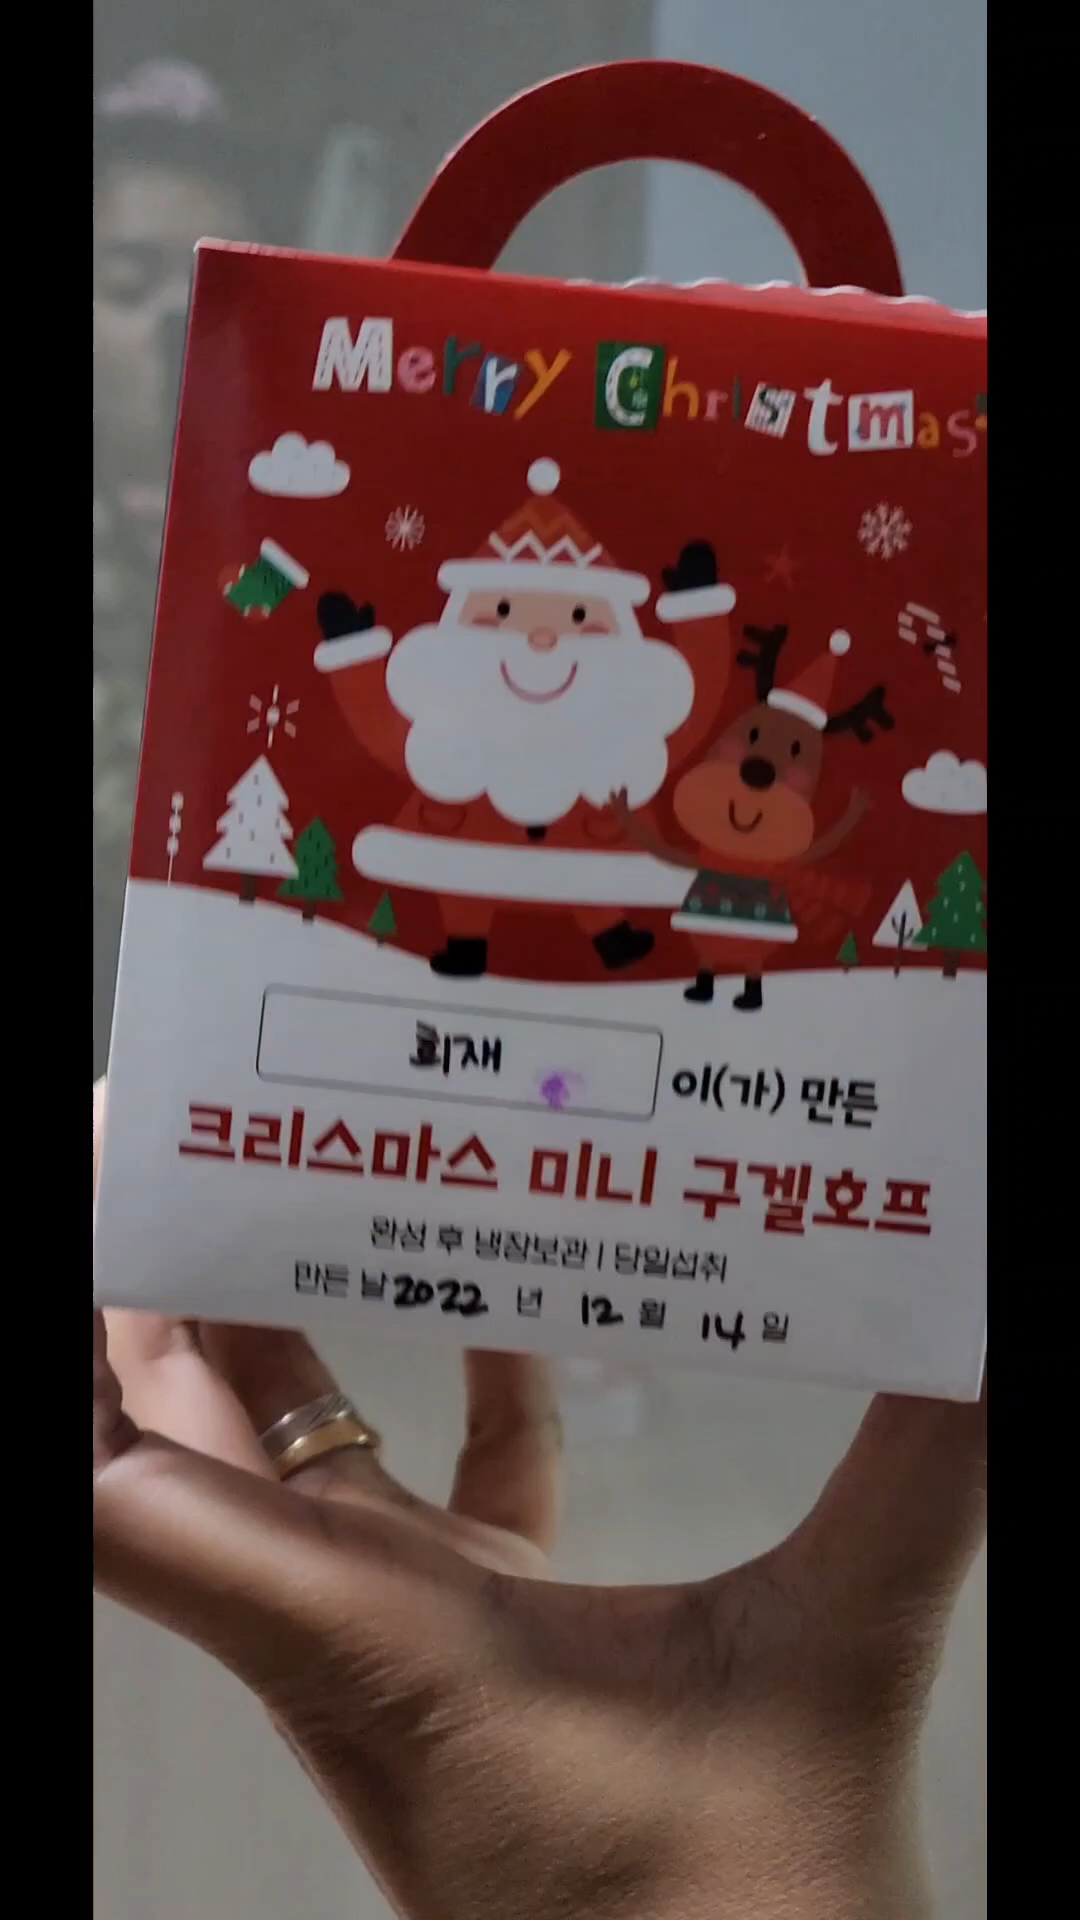 Merry Christmas
희재 이(가) 만든
크리스마스 미니 구겔호프
완성 후 냉장보관 | 당일섭취
만든 날 2022 년 12 월 14 일